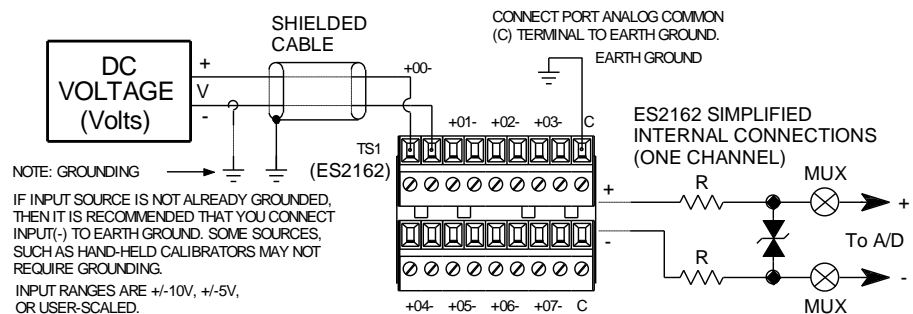 SHIELDED
CABLE
CONNECT PORT ANALOG COMMON
(C) TERMINAL TO EARTH GROUND.
EARTH GROUND
DC
VOLTAGE
(Volts)
+
V
-
+00-
+01- +02- +03- C
TS1
(ES2162)
ES2162 SIMPLIFIED
INTERNAL CONNECTIONS
(ONE CHANNEL)
NOTE: GROUNDING
IF INPUT SOURCE IS NOT ALREADY GROUNDED,
THEN IT IS RECOMMENDED THAT YOU CONNECT
INPUT(-) TO EARTH GROUND. SOME SOURCES,
SUCH AS HAND-HELD CALIBRATORS MAY NOT
REQUIRE GROUNDING.
INPUT RANGES ARE +/-10V, +/-5V,
OR USER-SCALED.
+ R MUX +
To A/D
- R MUX -
+04- +05- +06- +07- C